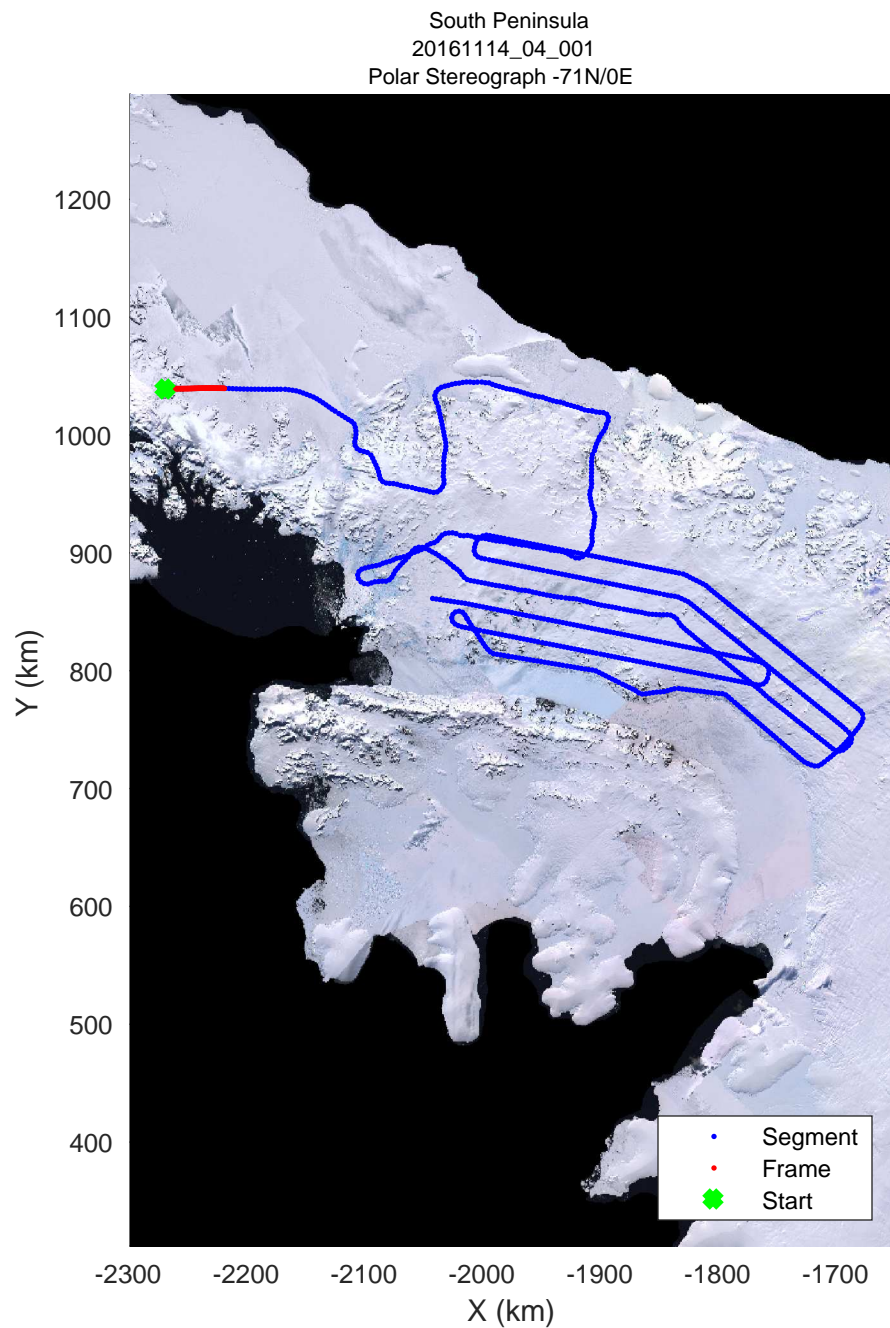 South Peninsula
20161114_04_001
Polar Stereograph -71N/0E
1200
1100
1000
900
800
700
600
500
400
Y (km)
Segment
Frame
Start
-2300 -2200 -2100 -2000 -1900 -1800 -1700
X (km)